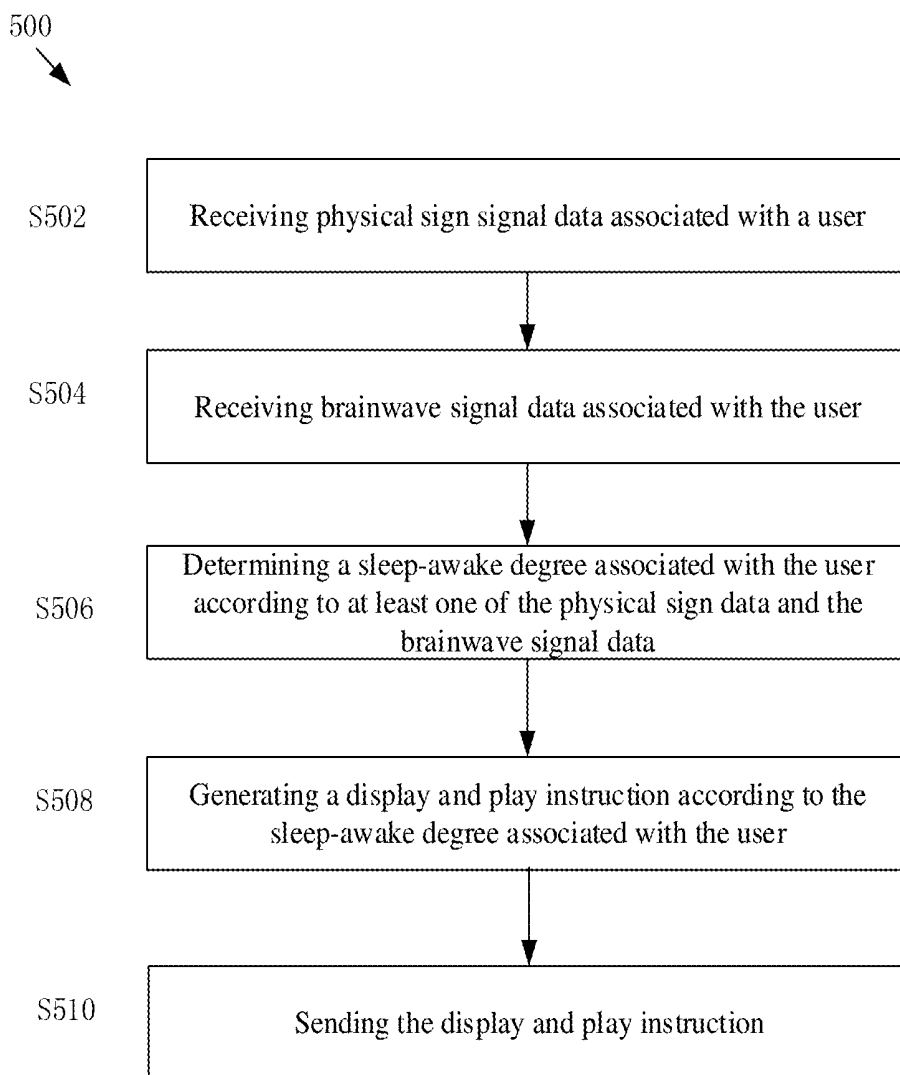 500
S502
Receiving physical sign signal data associated with a user
S504
Receiving brainwave signal data associated with the user
S506
Determining a sleep-awake degree associated with the user
according to at least one of the physical sign data and the
brainwave signal data
S508
Generating a display and play instruction according to the
sleep-awake degree associated with the user
S510
Sending the display and play instruction